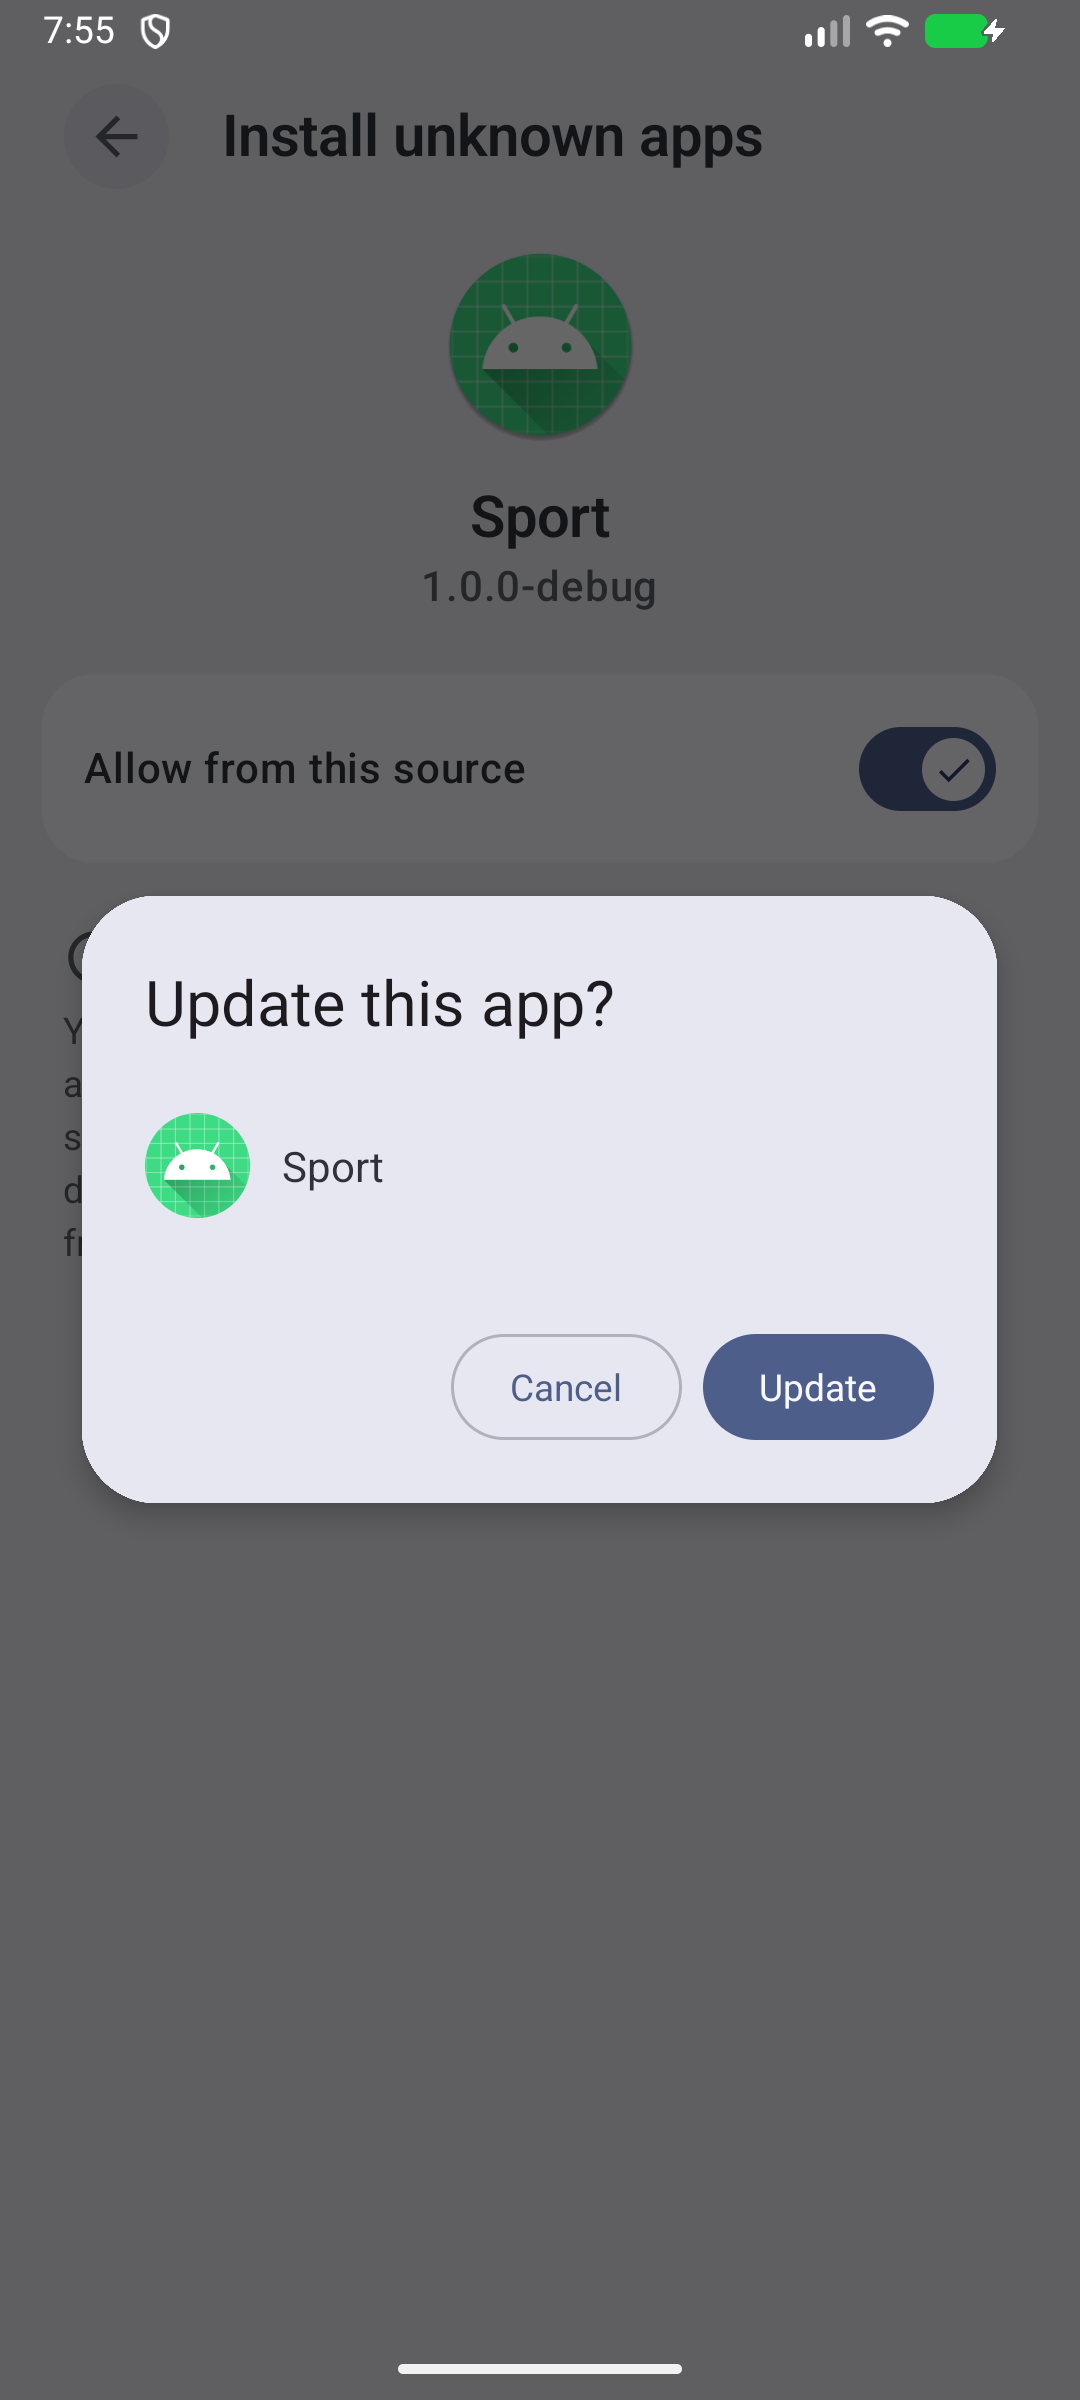 7:55
Install unknown apps
Sport
1.0.0-debug
Allow from this source
Update this app?
Sport
Cancel
Update